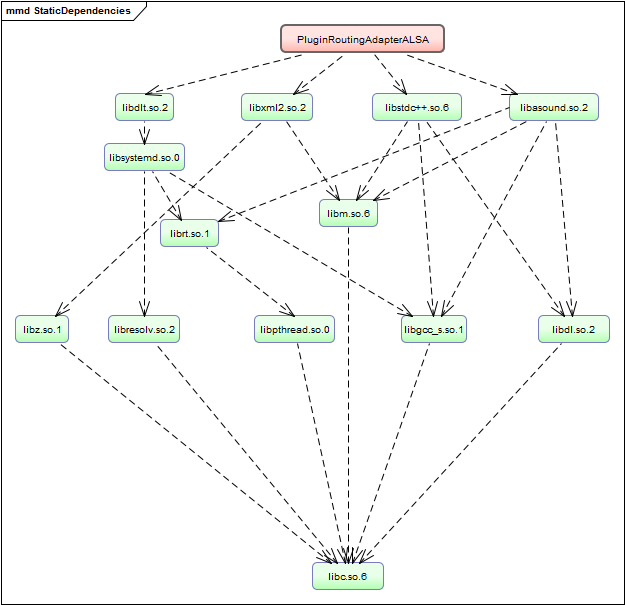 mmd StaticDependencies
PluginRoutingAdapterALSA
libdlt.so.2
libxml2.so.2
libstdc++.so.6
libasound.so.2
libsystemd.so.0
libm.so.6
librt.so.1
libz.so.1
libresolv.so.2
libpthread.so.0
libgcc_s.so.1
libdl.so.2
libc.so.6